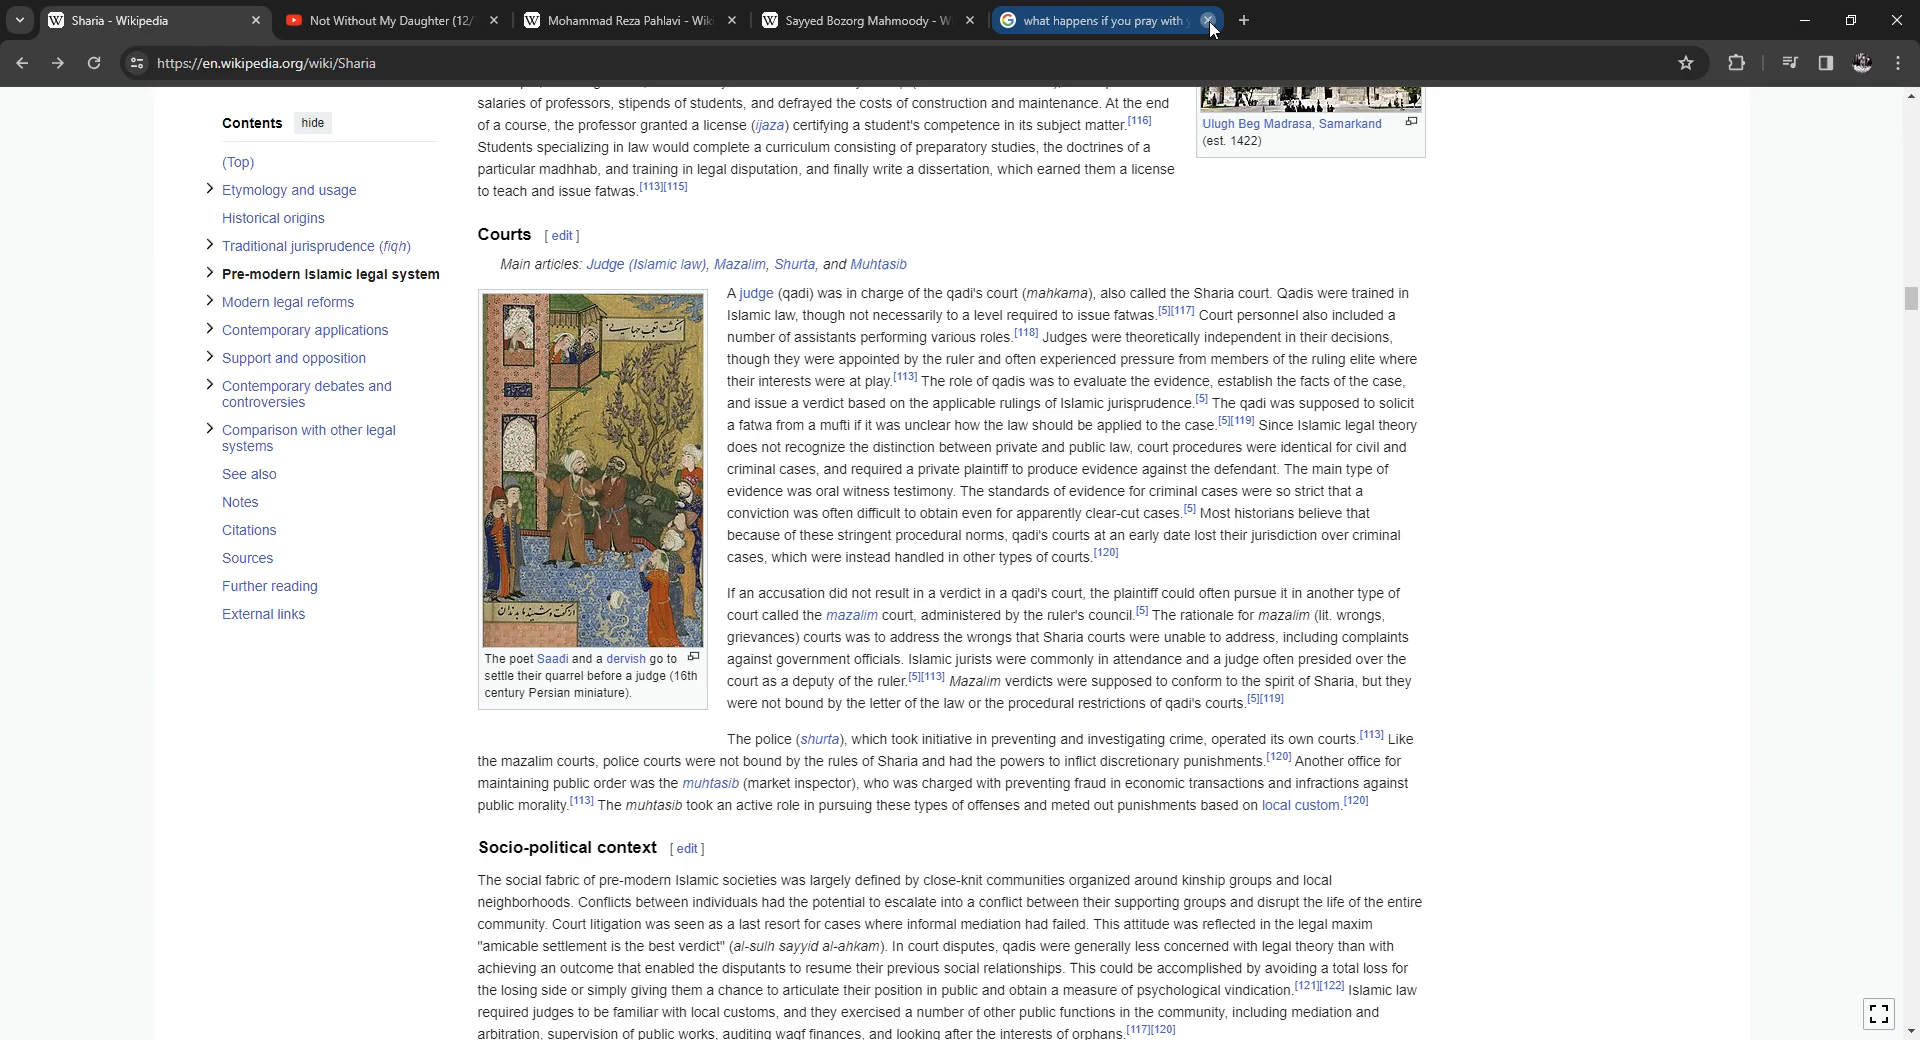 Sharia - Wikipedia
Not Without My Daughter (12/
Mohammad Reza Pahlavi - Wiki
Sayyed Bozorg Mahmoody - W
what happens if you pray with
https://en.wikipedia.org/wiki/Sharia
Contents hide
(Top)
Etymology and usage
Historical origins
Traditional jurisprudence (fiqh)
Pre-modern Islamic legal system
Modern legal reforms
Contemporary applications
Support and opposition
Contemporary debates and
controversies
Comparison with other legal
systems
See also
Notes
Citations
Sources
Further reading
External links
salaries of professors, stipends of students, and defrayed the costs of construction and maintenance. At the end
of a course, the professor granted a license (ijaza) certifying a student's competence in its subject matter.[116]
Students specializing in law would complete a curriculum consisting of preparatory studies, the doctrines of a
particular madhhab, and training in legal disputation, and finally write a dissertation, which earned them a license
to teach and issue fatwas.[113][115]
Ulugh Beg Madrasa, Samarkand
(est. 1422)
Courts [ edit ]
Main articles: Judge (Islamic law), Mazalim, Shurta, and Muhtasib
The poet Saadi and a dervish go to
settle their quarrel before a judge (16th
century Persian miniature).
A judge (qadi) was in charge of the qadi's court (mahkama), also called the Sharia court. Qadis were trained in
Islamic law, though not necessarily to a level required to issue fatwas.[5][117] Court personnel also included a
number of assistants performing various roles.[118] Judges were theoretically independent in their decisions,
though they were appointed by the ruler and often experienced pressure from members of the ruling elite where
their interests were at play.[113] The role of qadis was to evaluate the evidence, establish the facts of the case,
and issue a verdict based on the applicable rulings of Islamic jurisprudence.[5] The qadi was supposed to solicit
a fatwa from a mufti if it was unclear how the law should be applied to the case.[5][119] Since Islamic legal theory
does not recognize the distinction between private and public law, court procedures were identical for civil and
criminal cases, and required a private plaintiff to produce evidence against the defendant. The main type of
evidence was oral witness testimony. The standards of evidence for criminal cases were so strict that a
conviction was often difficult to obtain even for apparently clear-cut cases.[5] Most historians believe that
because of these stringent procedural norms, qadi's courts at an early date lost their jurisdiction over criminal
cases, which were instead handled in other types of courts.[120]
If an accusation did not result in a verdict in a qadi's court, the plaintiff could often pursue it in another type of
court called the mazalim court, administered by the ruler's council.[5] The rationale for mazalim (lit. wrongs,
grievances) courts was to address the wrongs that Sharia courts were unable to address, including complaints
against government officials. Islamic jurists were commonly in attendance and a judge often presided over the
court as a deputy of the ruler.[5][113] Mazalim verdicts were supposed to conform to the spirit of Sharia, but they
were not bound by the letter of the law or the procedural restrictions of qadi's courts.[5][119]
The police (shurta), which took initiative in preventing and investigating crime, operated its own courts.[113] Like
the mazalim courts, police courts were not bound by the rules of Sharia and had the powers to inflict discretionary punishments.[120] Another office for
maintaining public order was the muhtasib (market inspector), who was charged with preventing fraud in economic transactions and infractions against
public morality.[113] The muhtasib took an active role in pursuing these types of offenses and meted out punishments based on local custom.[120]
Socio-political context [ edit ]
The social fabric of pre-modern Islamic societies was largely defined by close-knit communities organized around kinship groups and local
neighborhoods. Conflicts between individuals had the potential to escalate into a conflict between their supporting groups and disrupt the life of the entire
community. Court litigation was seen as a last resort for cases where informal mediation had failed. This attitude was reflected in the legal maxim
"amicable settlement is the best verdict" (al-sulh sayyid al-ahkam). In court disputes, qadis were generally less concerned with legal theory than with
achieving an outcome that enabled the disputants to resume their previous social relationships. This could be accomplished by avoiding a total loss for
the losing side or simply giving them a chance to articulate their position in public and obtain a measure of psychological vindication.[121][122] Islamic law
required judges to be familiar with local customs, and they exercised a number of other public functions in the community, including mediation and
arbitration, supervision of public works, auditing waqf finances, and looking after the interests of orphans.[117][120]